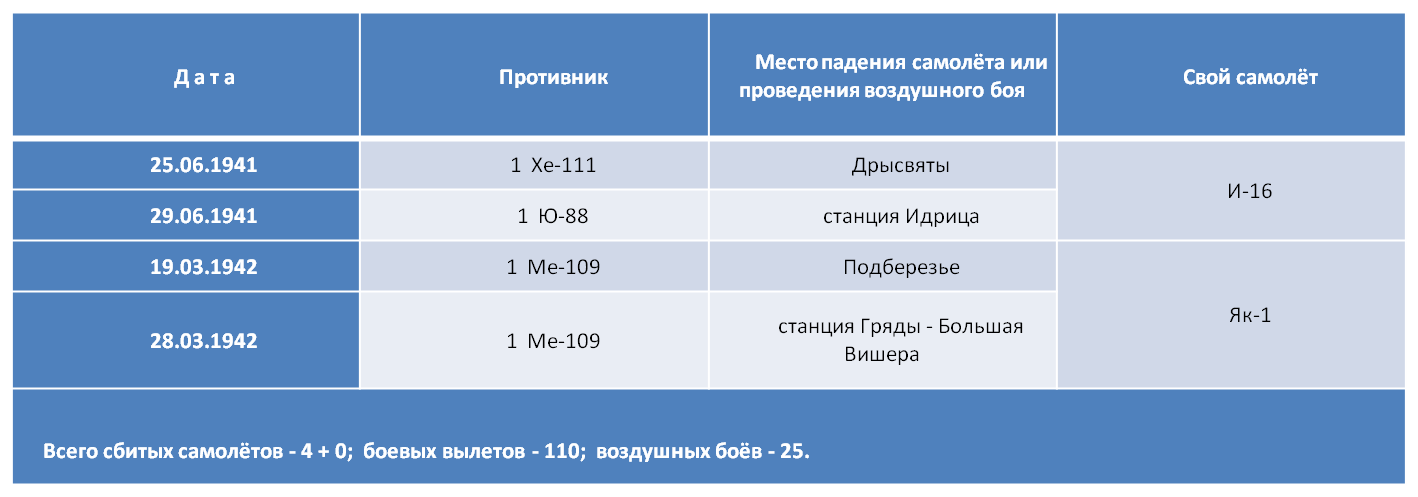 Д а т а
Противник
Место падения самолёта или
проведения воздушного боя
Свой самолёт
25.06.1941
1 Хе-111
Дрысвяты
И-16
29.06.1941
1 Ю-88
станция Идрица
19.03.1942
1 Ме-109
Подберезье
Як-1
28.03.1942
1 Ме-109
станция Гряды - Большая
Вишера
Всего сбитых самолётов - 4 + 0; боевых вылетов - 110; воздушных боёв - 25.